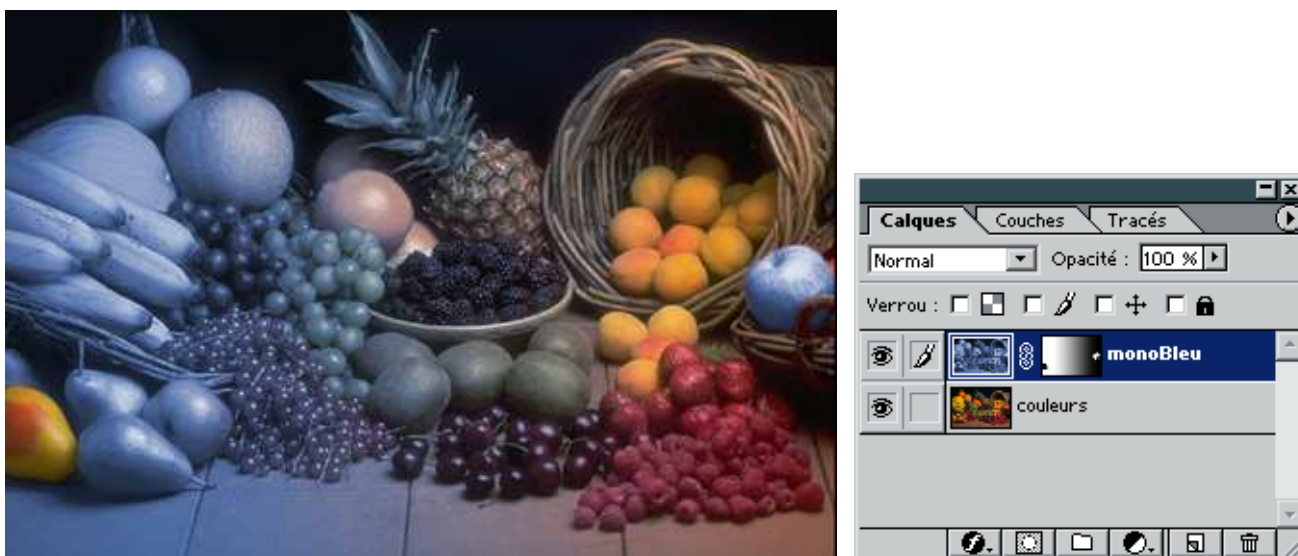 Calques Couches Tracés
Normal Opacité : 100 %
Verrou :
monoBleu
couleurs